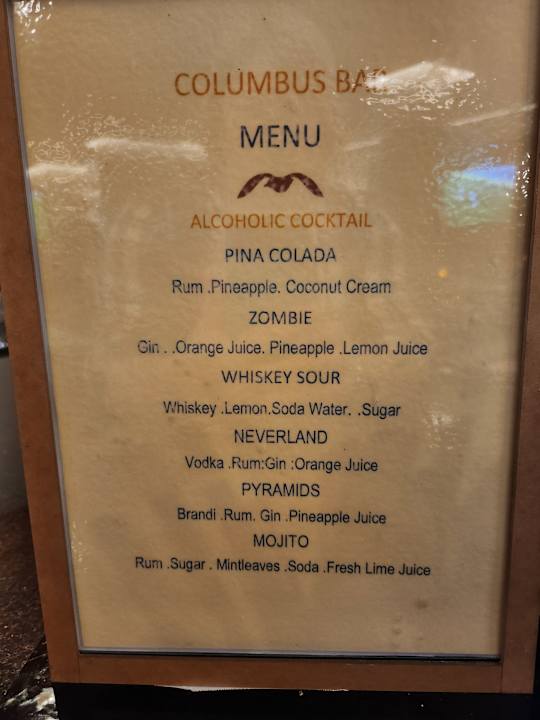 COLUMBUS BAR
MENU
ALCOHOLIC COCKTAIL
PINA COLADA
Rum .Pineapple. Coconut Cream
ZOMBIE
Gin . .Orange Juice. Pineapple .Lemon Juice
WHISKEY SOUR
Whiskey .Lemon.Soda Water. .Sugar
NEVERLAND
Vodka .Rum:Gin :Orange Juice
PYRAMIDS
Brandi .Rum. Gin .Pineapple Juice
MOJITO
Rum .Sugar . Mintleaves .Soda .Fresh Lime Juice